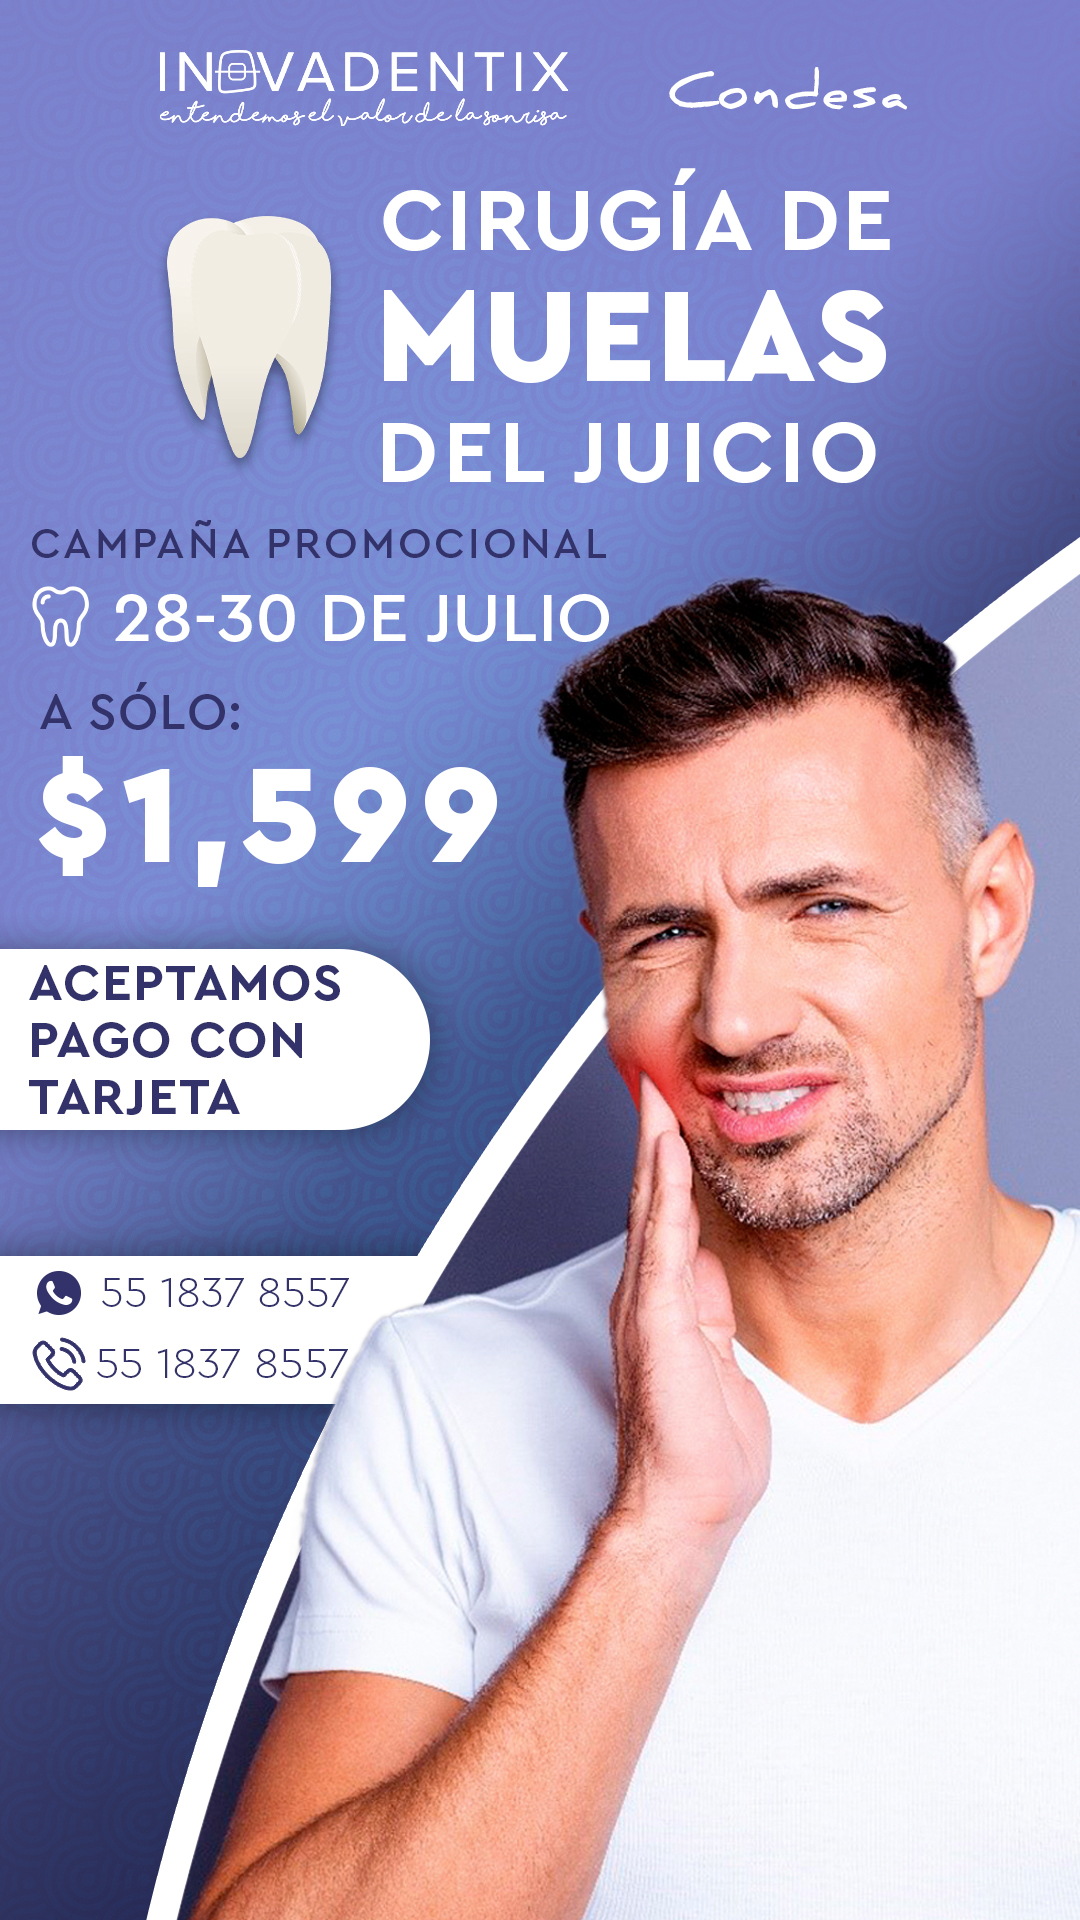 INOVADENTIX
entendemos el valor de la sonrisa
Condesa
CIRUGÍA DE
MUELAS
DEL JUICIO
CAMPAÑA PROMOCIONAL
28-30 DE JULIO
A SÓLO:
$1,599
ACEPTAMOS
PAGO CON
TARJETA
55 1837 8557
55 1837 8557